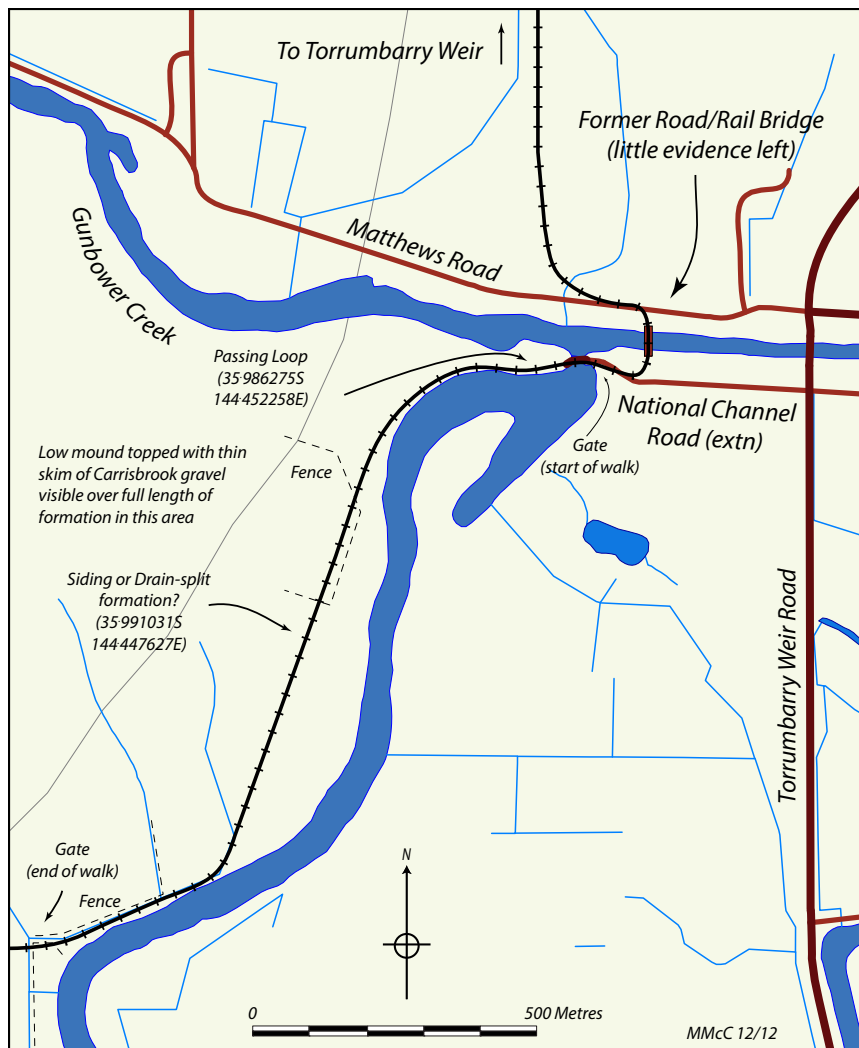 To Torrumbarry Weir
Former Road/Rail Bridge
(little evidence left)
Matthews Road
Gunbower Creek
Passing Loop
(35·986275S
144·452258E)
National Channel
Road (extn)
Gate
(start of walk)
Low mound topped with thin
skim of Carrisbrook gravel
visible over full length of
formation in this area
Fence
Siding or Drain-split
formation?
(35·991031S
144·447627E)
Torrumbarry Weir Road
Gate
(end of walk)
Fence
N
0 500 Metres
MMcC 12/12